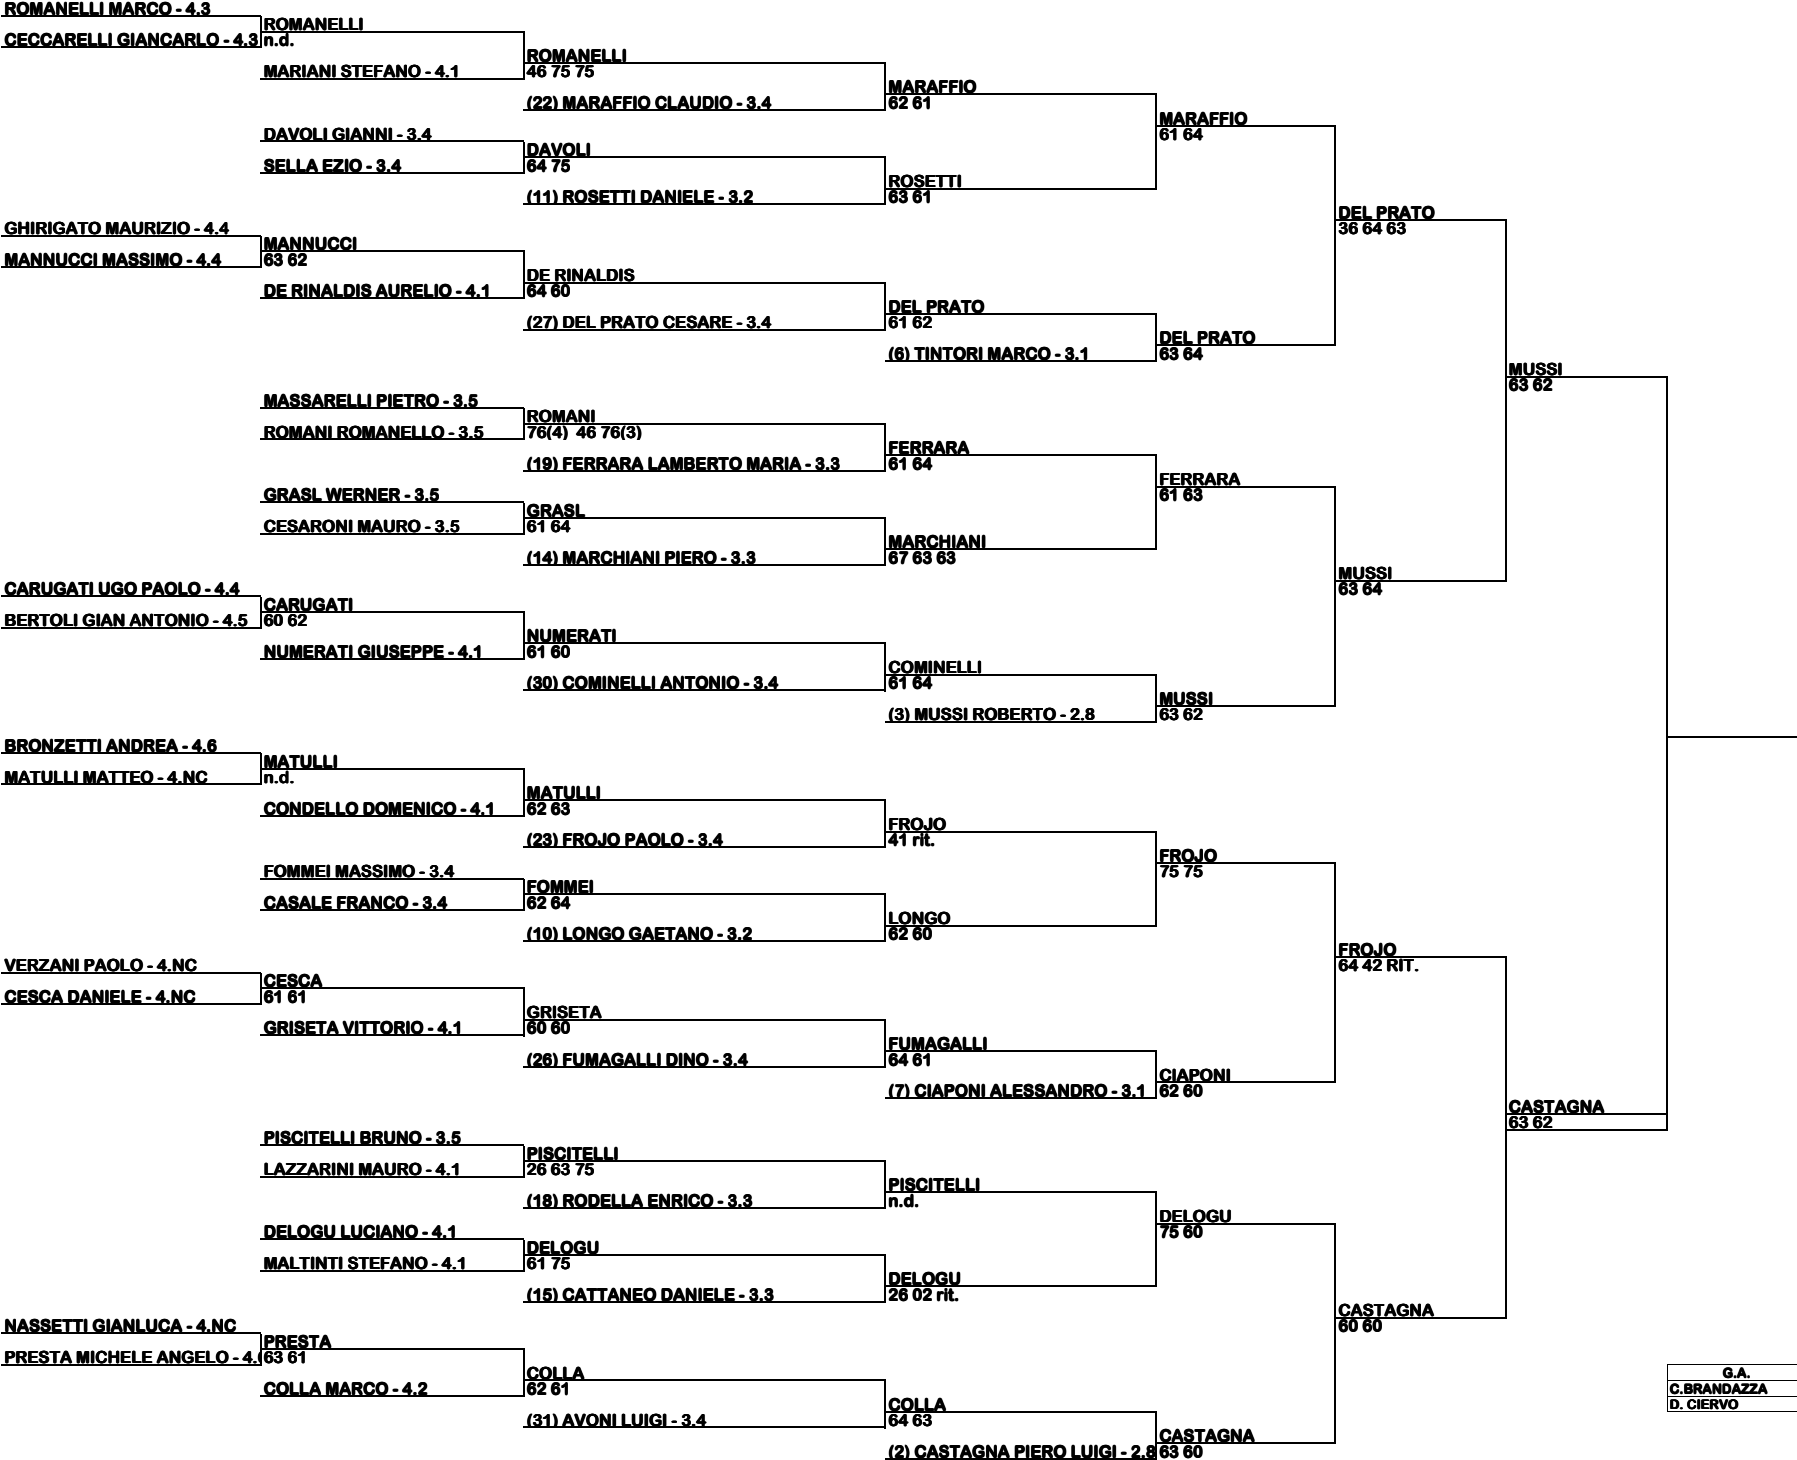 ROMANELLI MARCO - 4.3
ROMANELLI
CECCARELLI GIANCARLO - 4.3
n.d.
ROMANELLI
MARIANI STEFANO - 4.1
46 75 75
MARAFFIO
(22) MARAFFIO CLAUDIO - 3.4
62 61
MARAFFIO
DAVOLI GIANNI - 3.4
61 64
DAVOLI
SELLA EZIO - 3.4
64 75
ROSETTI
(11) ROSETTI DANIELE - 3.2
63 61
DEL PRATO
GHIRIGATO MAURIZIO - 4.4
36 64 63
MANNUCCI
MANNUCCI MASSIMO - 4.4
63 62
DE RINALDIS
DE RINALDIS AURELIO - 4.1
64 60
DEL PRATO
(27) DEL PRATO CESARE - 3.4
61 62
DEL PRATO
(6) TINTORI MARCO - 3.1
63 64
MUSSI
63 62
MASSARELLI PIETRO - 3.5
ROMANI
ROMANI ROMANELLO - 3.5
76(4) 46 76(3)
FERRARA
(19) FERRARA LAMBERTO MARIA - 3.3
61 64
FERRARA
GRASL WERNER - 3.5
61 63
GRASL
CESARONI MAURO - 3.5
61 64
MARCHIANI
(14) MARCHIANI PIERO - 3.3
67 63 63
MUSSI
CARUGATI UGO PAOLO - 4.4
63 64
CARUGATI
BERTOLI GIAN ANTONIO - 4.5
60 62
NUMERATI
NUMERATI GIUSEPPE - 4.1
61 60
COMINELLI
(30) COMINELLI ANTONIO - 3.4
61 64
MUSSI
(3) MUSSI ROBERTO - 2.8
63 62
BRONZETTI ANDREA - 4.6
MATULLI
MATULLI MATTEO - 4.NC
n.d.
MATULLI
CONDELLO DOMENICO - 4.1
62 63
FROJO
(23) FROJO PAOLO - 3.4
41 rit.
FROJO
FOMMEI MASSIMO - 3.4
75 75
FOMMEI
CASALE FRANCO - 3.4
62 64
LONGO
(10) LONGO GAETANO - 3.2
62 60
FROJO
VERZANI PAOLO - 4.NC
64 42 RIT.
CESCA
CESCA DANIELE - 4.NC
61 61
GRISETA
GRISETA VITTORIO - 4.1
60 60
FUMAGALLI
(26) FUMAGALLI DINO - 3.4
64 61
CIAPONI
(7) CIAPONI ALESSANDRO - 3.1
62 60
CASTAGNA
63 62
PISCITELLI BRUNO - 3.5
PISCITELLI
LAZZARINI MAURO - 4.1
26 63 75
PISCITELLI
(18) RODELLA ENRICO - 3.3
n.d.
DELOGU
DELOGU LUCIANO - 4.1
75 60
DELOGU
MALTINTI STEFANO - 4.1
61 75
DELOGU
(15) CATTANEO DANIELE - 3.3
26 02 rit.
CASTAGNA
NASSETTI GIANLUCA - 4.NC
60 60
PRESTA
PRESTA MICHELE ANGELO - 4.
63 61
COLLA
COLLA MARCO - 4.2
62 61
COLLA
(31) AVONI LUIGI - 3.4
64 63
CASTAGNA
(2) CASTAGNA PIERO LUIGI - 2.8
63 60
G.A.
C.BRANDAZZA
D. CIERVO